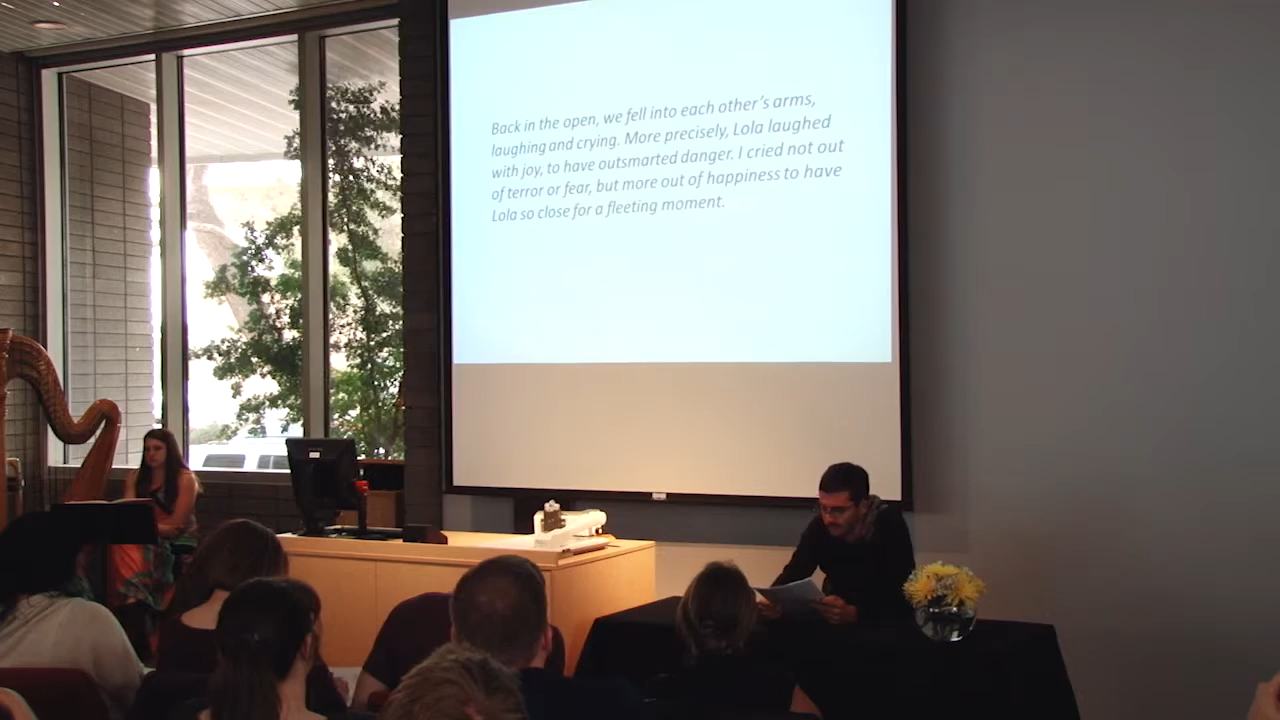 Back in the open, we fell into each other's arms,
laughing and crying. More precisely, Lola laughed
with joy, to have outsmarted danger. I cried not out
of terror or fear, but more out of happiness to have
Lola so close for a fleeting moment.